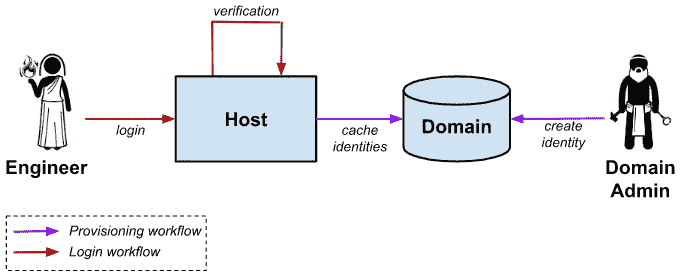 verification
login
Host
cache
identities
Domain
create
identity
Engineer
Domain
Admin
Provisioning workflow
Login workflow